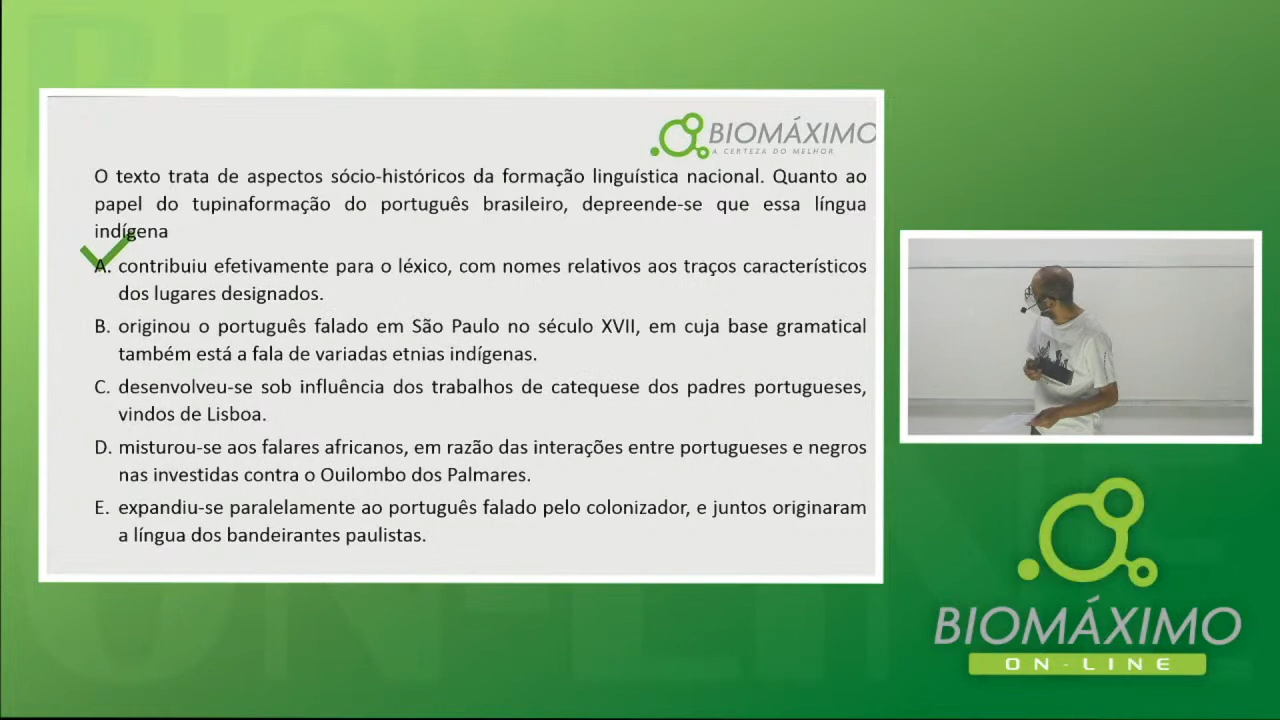 BIOMÁXIMO
A CERTEZA DO MELHOR
O texto trata de aspectos sócio-históricos da formação linguística nacional. Quanto ao
papel do tupinaformação do português brasileiro, depreende-se que essa língua
indígena
A. contribuiu efetivamente para o léxico, com nomes relativos aos traços característicos
dos lugares designados.
B. originou o português falado em São Paulo no século XVII, em cuja base gramatical
também está a fala de variadas etnias indígenas.
C. desenvolveu-se sob influência dos trabalhos de catequese dos padres portugueses,
vindos de Lisboa.
D. misturou-se aos falares africanos, em razão das interações entre portugueses e negros
nas investidas contra o Ouilombo dos Palmares.
E. expandiu-se paralelamente ao português falado pelo colonizador, e juntos originaram
a língua dos bandeirantes paulistas.
BIOMÁXIMO
ON-LINE